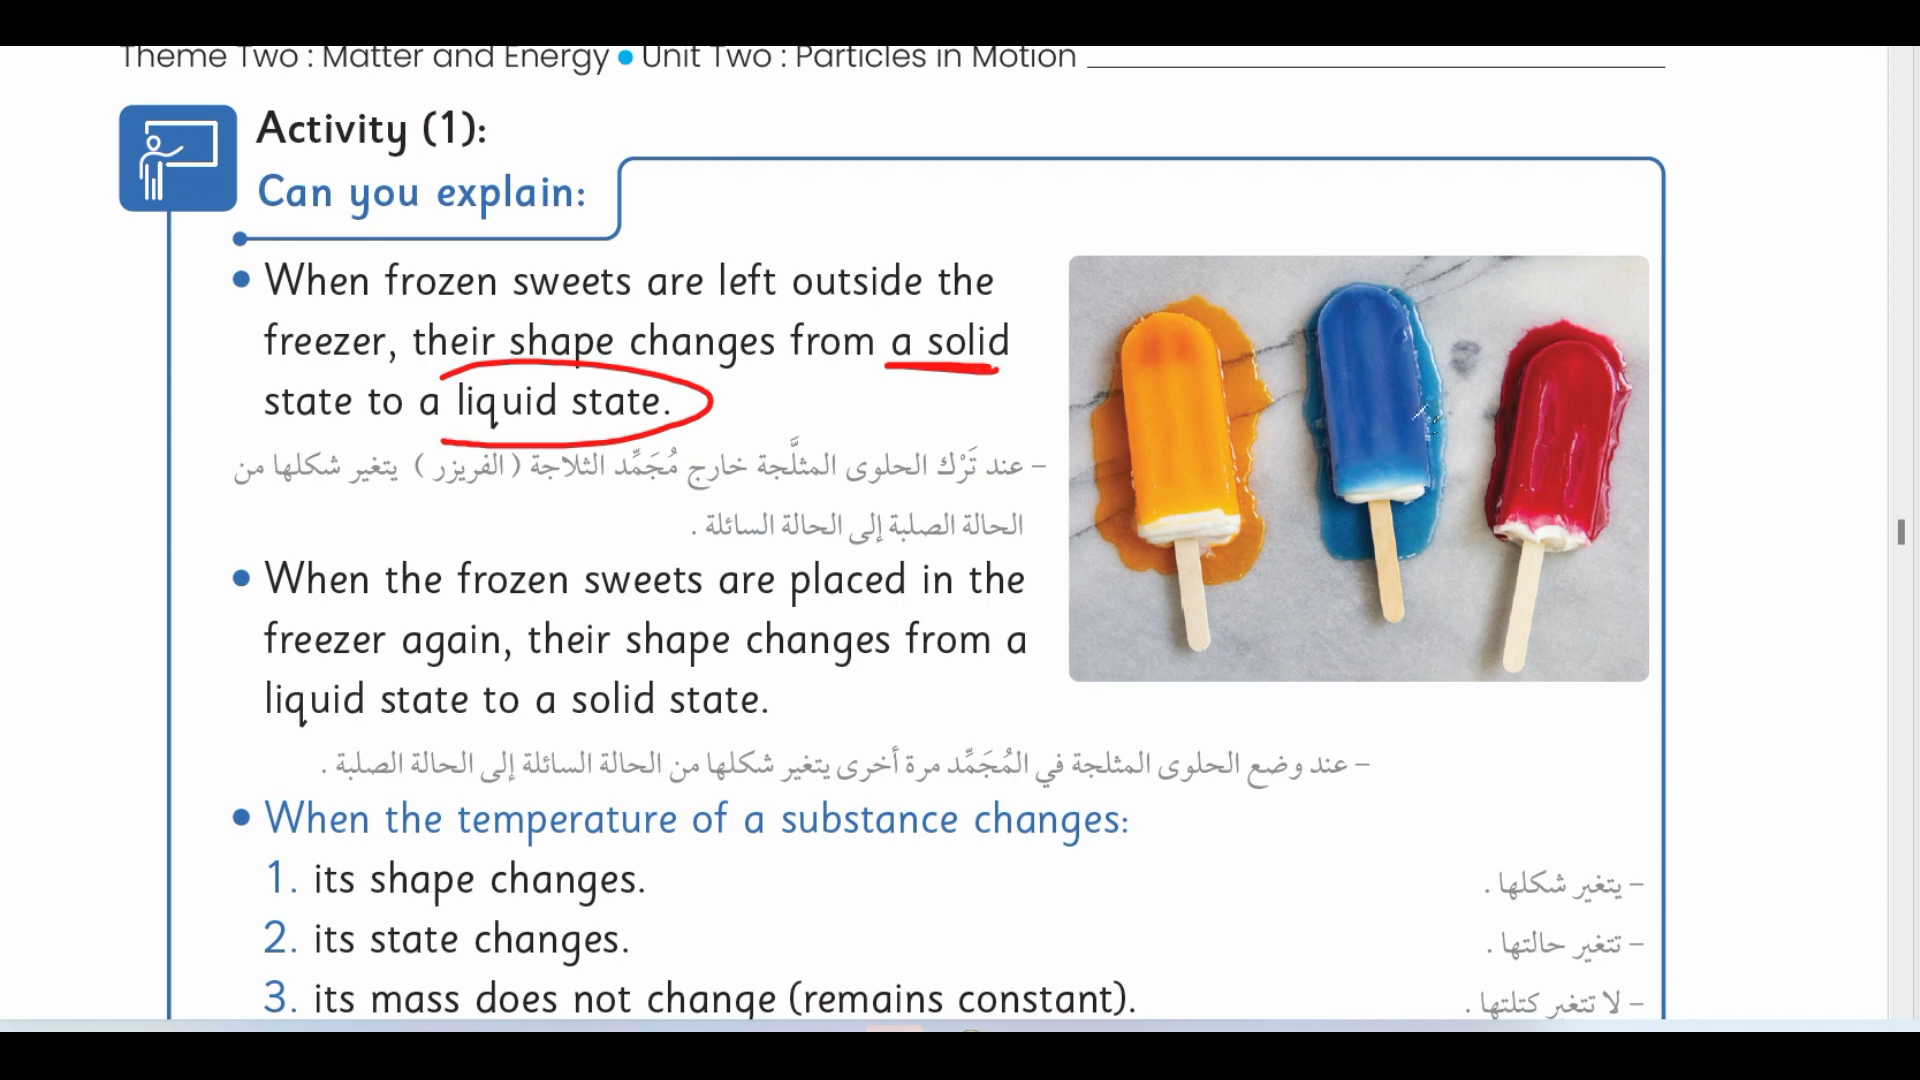 Theme Two : Matter and Energy • Unit Two : Particles in Motion
Activity (1):
Can you explain:
• When frozen sweets are left outside the
freezer, their shape changes from a solid
state to a liquid state.
– عند تَرْك الحلوى المثلَّجة خارج مُجَمِّد الثلاجة ( الفريزر ) يتغير شكلها من
الحالة الصلبة إلى الحالة السائلة .
• When the frozen sweets are placed in the
freezer again, their shape changes from a
liquid state to a solid state.
– عند وضع الحلوى المثلجة في المُجَمِّد مرة أخرى يتغير شكلها من الحالة السائلة إلى الحالة الصلبة .
• When the temperature of a substance changes:
1. its shape changes.
– يتغير شكلها .
2. its state changes.
– تتغير حالتها .
3. its mass does not change (remains constant).
– لا تتغير كتلتها .